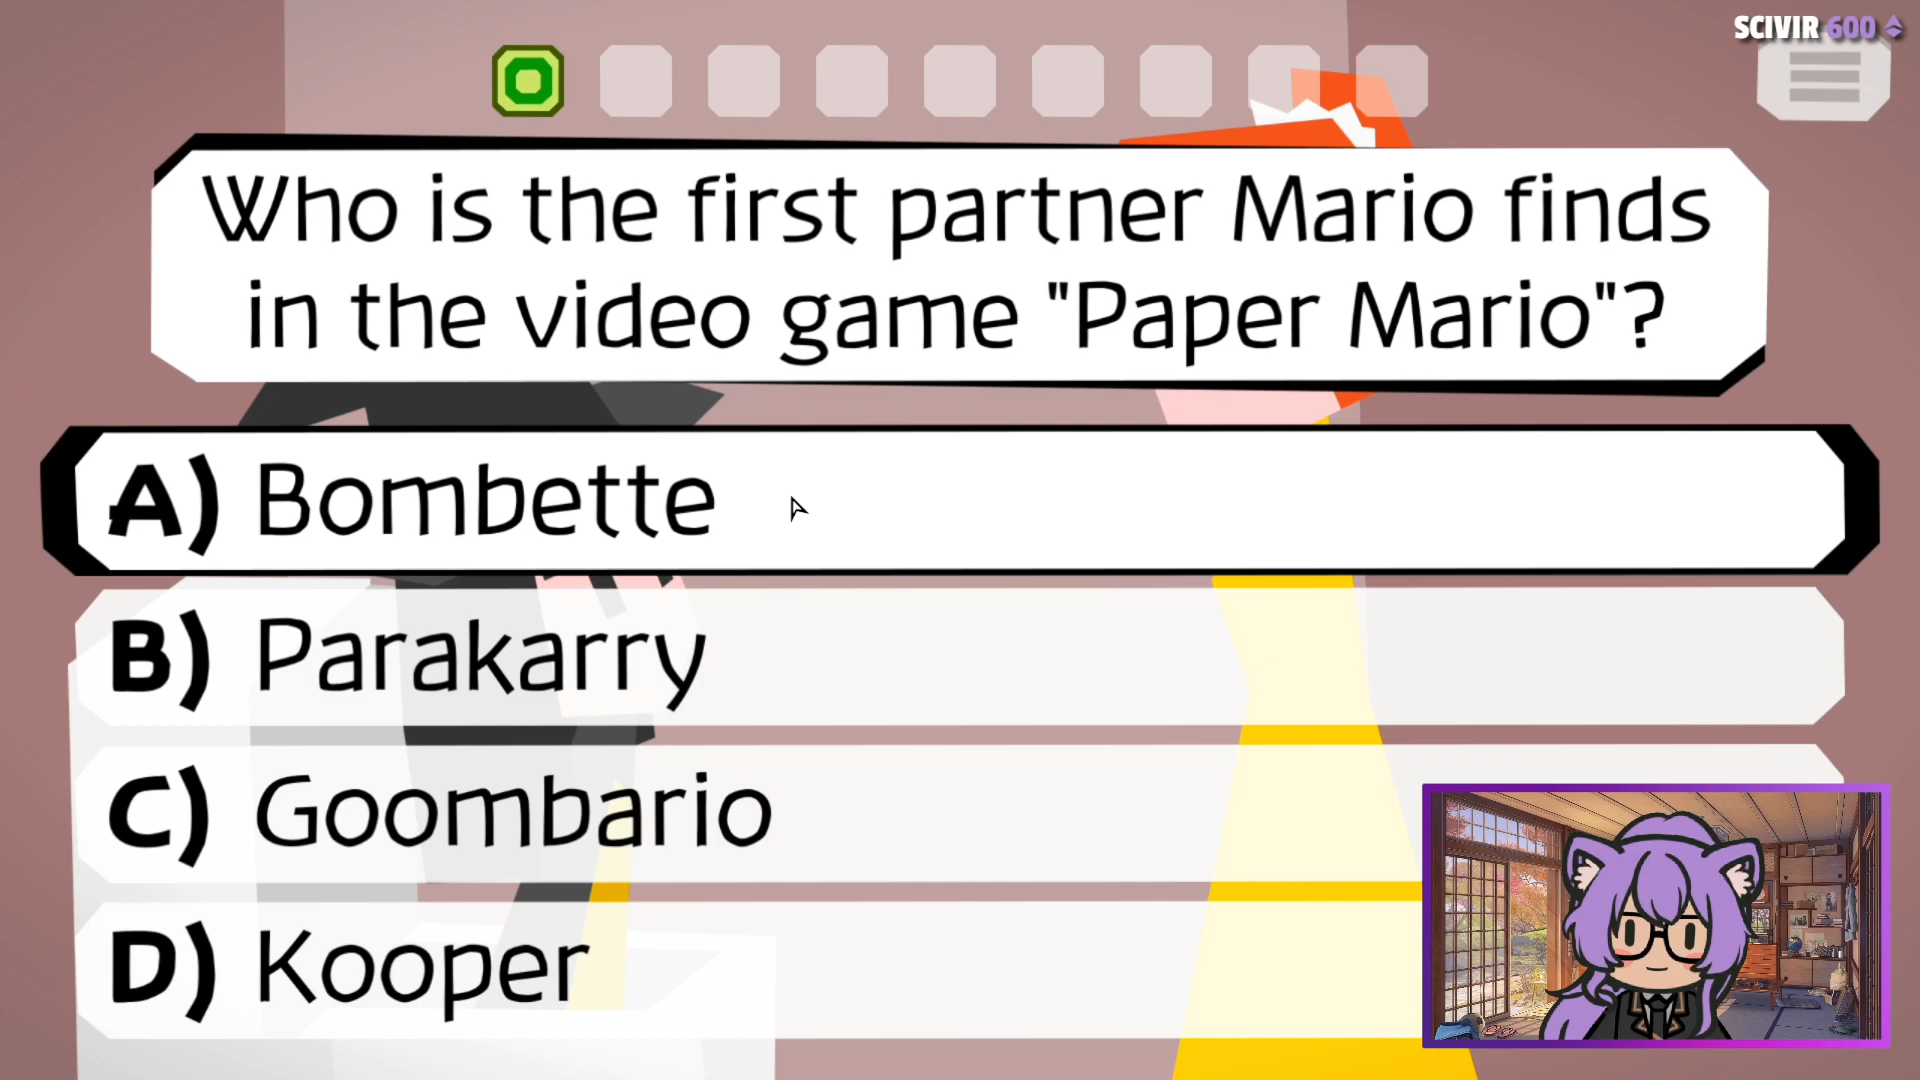 SCIVIR 600
Who is the first partner Mario finds
in the video game "Paper Mario"?
A) Bombette
B) Parakarry
C) Goombario
D) Kooper